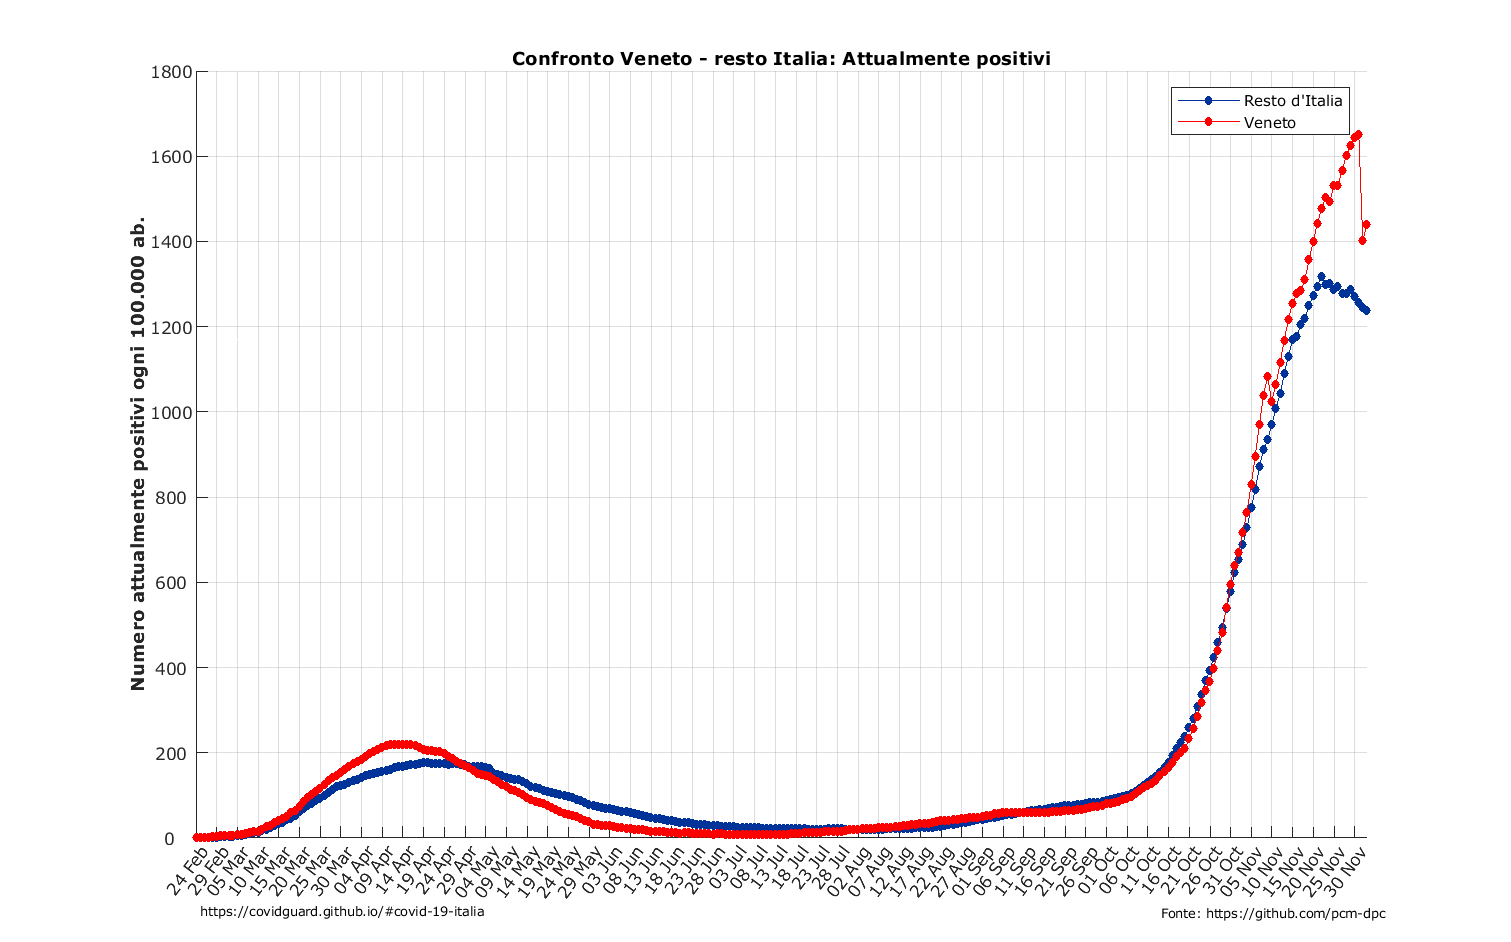 Confronto Veneto - resto Italia: Attualmente positivi
Resto d'Italia
Veneto
Numero attualmente positivi ogni 100.000 ab.
1800
1600
1400
1200
1000
800
600
400
200
0
24 Feb
29 Feb
05 Mar
10 Mar
15 Mar
20 Mar
25 Mar
30 Mar
04 Apr
09 Apr
14 Apr
19 Apr
24 Apr
29 Apr
04 May
09 May
14 May
19 May
24 May
29 May
03 Jun
08 Jun
13 Jun
18 Jun
23 Jun
28 Jun
03 Jul
08 Jul
13 Jul
18 Jul
23 Jul
28 Jul
02 Aug
07 Aug
12 Aug
17 Aug
22 Aug
27 Aug
01 Sep
06 Sep
11 Sep
16 Sep
21 Sep
26 Sep
01 Oct
06 Oct
11 Oct
16 Oct
21 Oct
26 Oct
31 Oct
05 Nov
10 Nov
15 Nov
20 Nov
25 Nov
30 Nov
https://covidguard.github.io/#covid-19-italia
Fonte: https://github.com/pcm-dpc